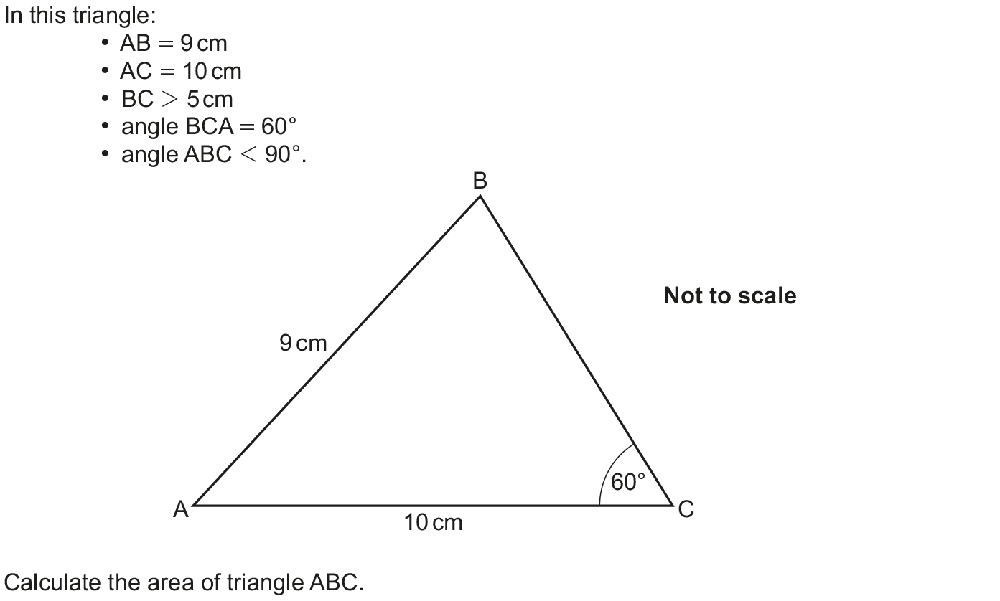 In this triangle:
• AB = 9 cm
• AC = 10 cm
• BC > 5 cm
• angle BCA = 60°
• angle ABC < 90°.
B
Not to scale
9 cm
60°
A
C
10 cm
Calculate the area of triangle ABC.